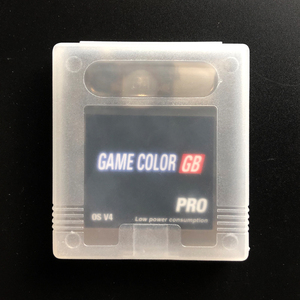 GAME COLOR GB
PRO
OS V4 Low power consumption